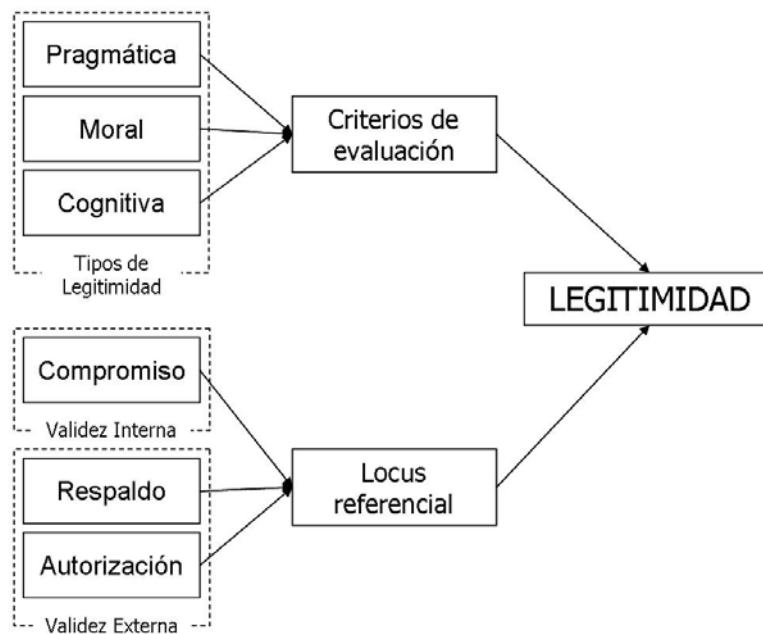 Pragmática
Moral
Cognitiva
Tipos de
Legitimidad
Criterios de
evaluación
LEGITIMIDAD
Compromiso
Validez Interna
Respaldo
Autorización
Validez Externa
Locus
referencial